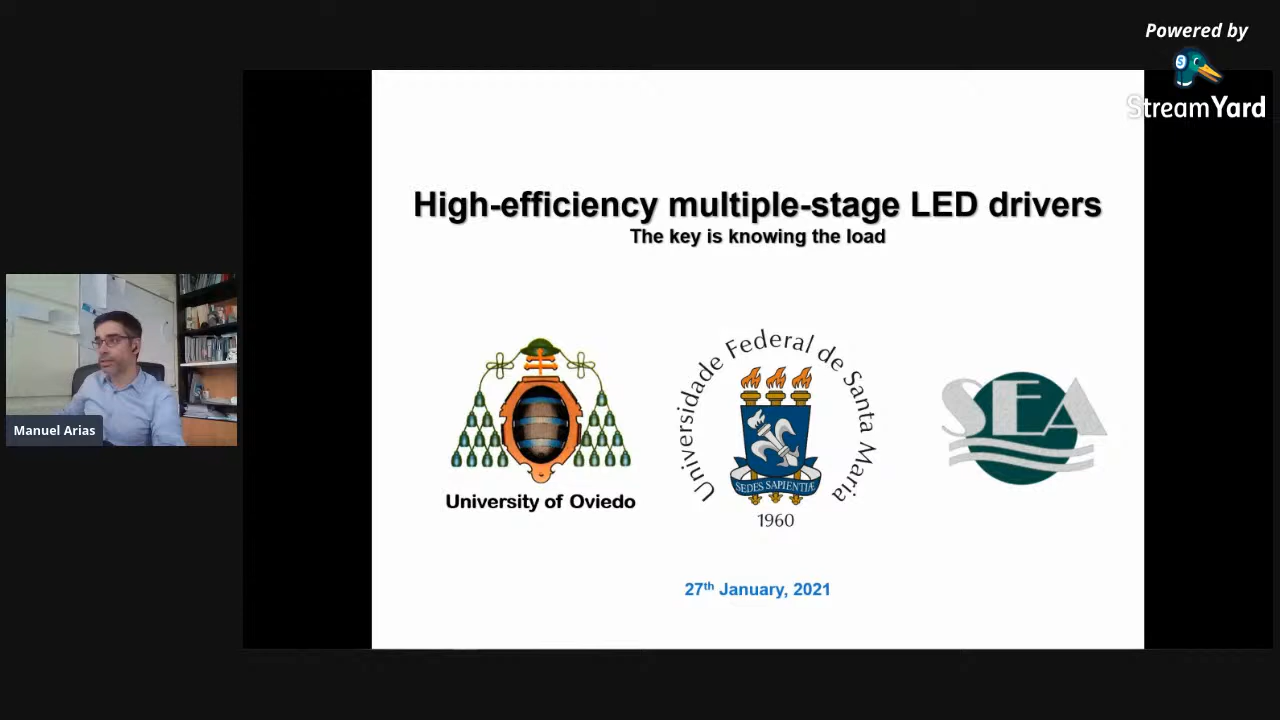 Powered by
StreamYard
High-efficiency multiple-stage LED drivers
The key is knowing the load
Manuel Arias
University of Oviedo
Universidade Federal de Santa Maria
SEDES SAPIENTIÆ
1960
SEA
27th January, 2021